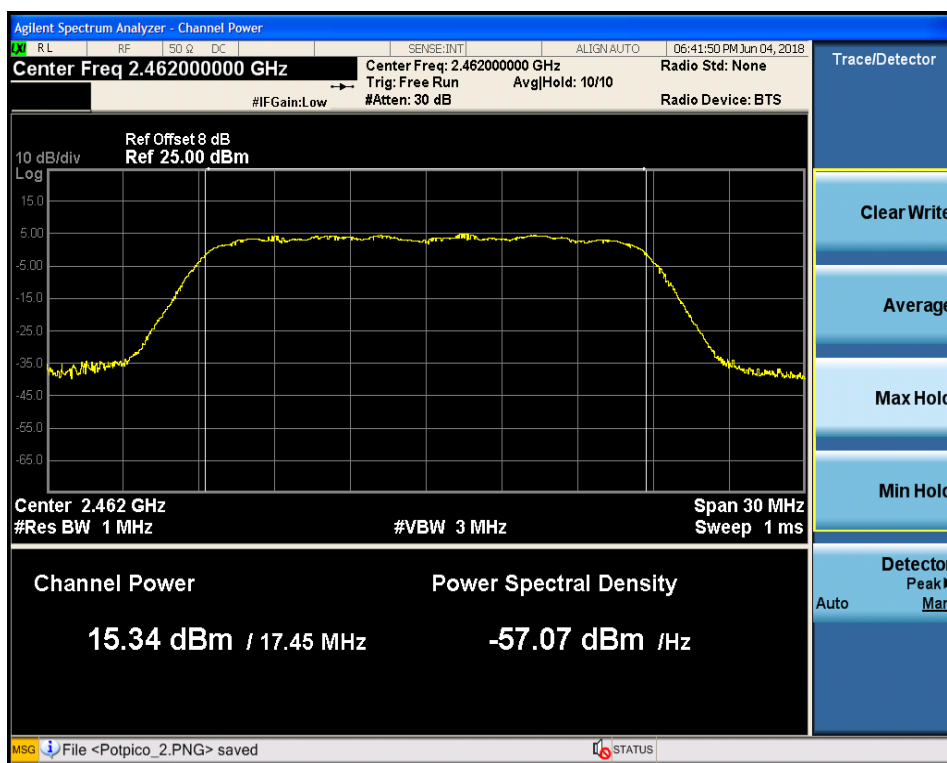 Agilent Spectrum Analyzer - Channel Power
LXI RL RF 50 Ω DC SENSE:INT ALIGN AUTO 06:41:50 PM Jun 04, 2018
Center Freq 2.462000000 GHz
Center Freq: 2.462000000 GHz
Radio Std: None
Trig: Free Run Avg|Hold: 10/10
#IFGain:Low #Atten: 30 dB
Radio Device: BTS
Trace/Detector
Ref Offset 8 dB
10 dB/div Ref 25.00 dBm
Log
15.0
5.00
-5.00
-15.0
-25.0
-35.0
-45.0
-55.0
-65.0
Center 2.462 GHz Span 30 MHz
#Res BW 1 MHz #VBW 3 MHz Sweep 1 ms
Channel Power Power Spectral Density
15.34 dBm / 17.45 MHz -57.07 dBm /Hz
Clear Write
Average
Max Hold
Min Hold
Detector
Peak
Auto Man
MSG File <Potpico_2.PNG> saved STATUS